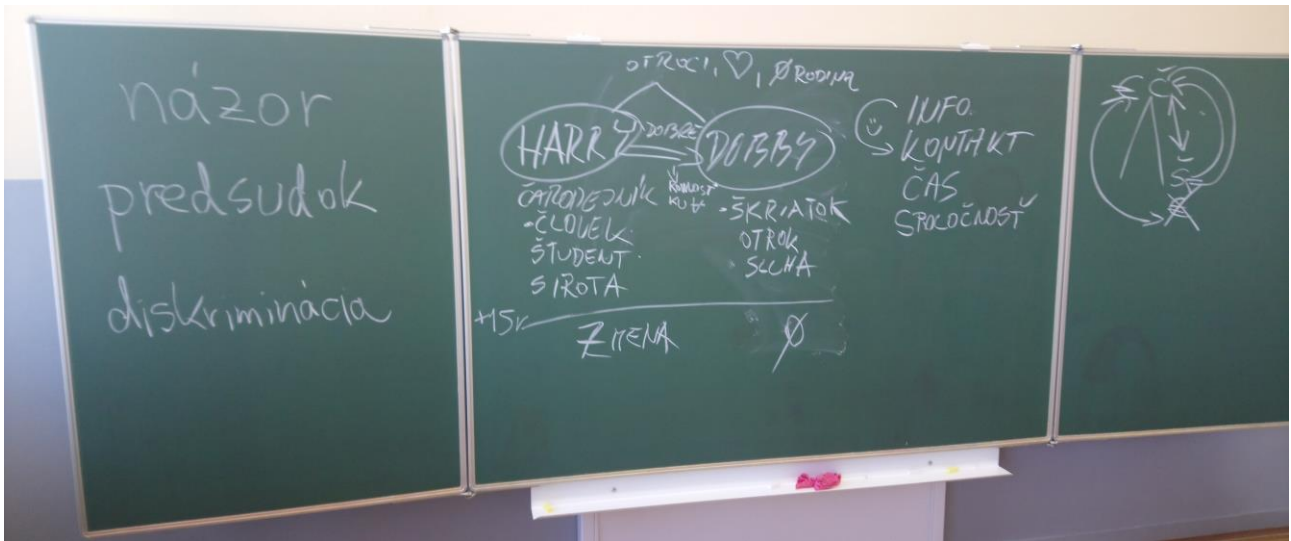 názor
predsudok
diskriminácia
OTROCI, ♡, Ø RODINA
HARRY DOBRE DOBBY
ČARODEJNÍK
•ČLOVEK
ŠTUDENT
SIROTA
•ŠKRIATOK
OTROK
SLUHA
+15r.
ZMENA Ø
INFO.
KONTAKT
ČAS
SPOLOČNOSŤ
Č
Š